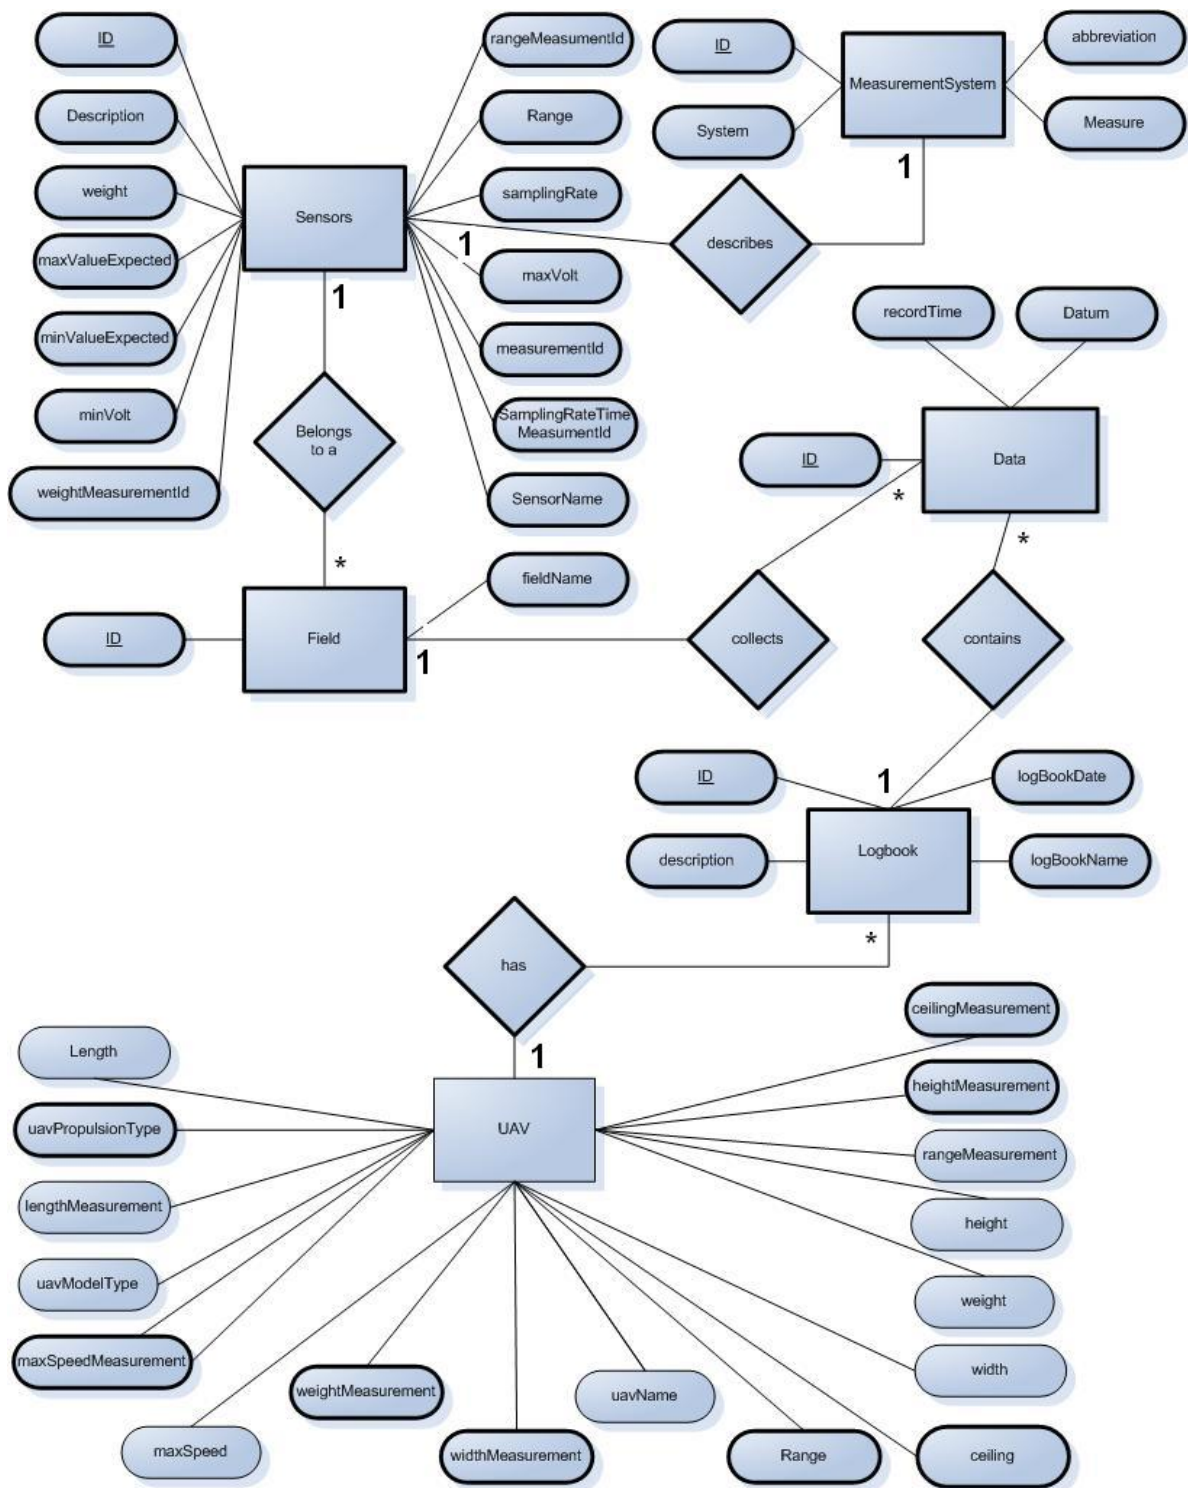 ID
rangeMeasumentId
ID
abbreviation
MeasurementSystem
Description
Range
System
Measure
1
weight
samplingRate
Sensors
describes
1
maxValueExpected
maxVolt
1
recordTime
Datum
minValueExpected
measurementId
minVolt
Belongs
to a
SamplingRateTime
MeasumentId
ID
Data
weightMeasurementId
SensorName
*
*
*
fieldName
ID
Field
1
collects
contains
ID
1
logBookDate
description
Logbook
logBookName
*
has
ceilingMeasurement
Length
1
heightMeasurement
uavPropulsionType
UAV
rangeMeasurement
lengthMeasurement
height
uavModelType
weight
maxSpeedMeasurement
width
weightMeasurement
uavName
maxSpeed
widthMeasurement
Range
ceiling